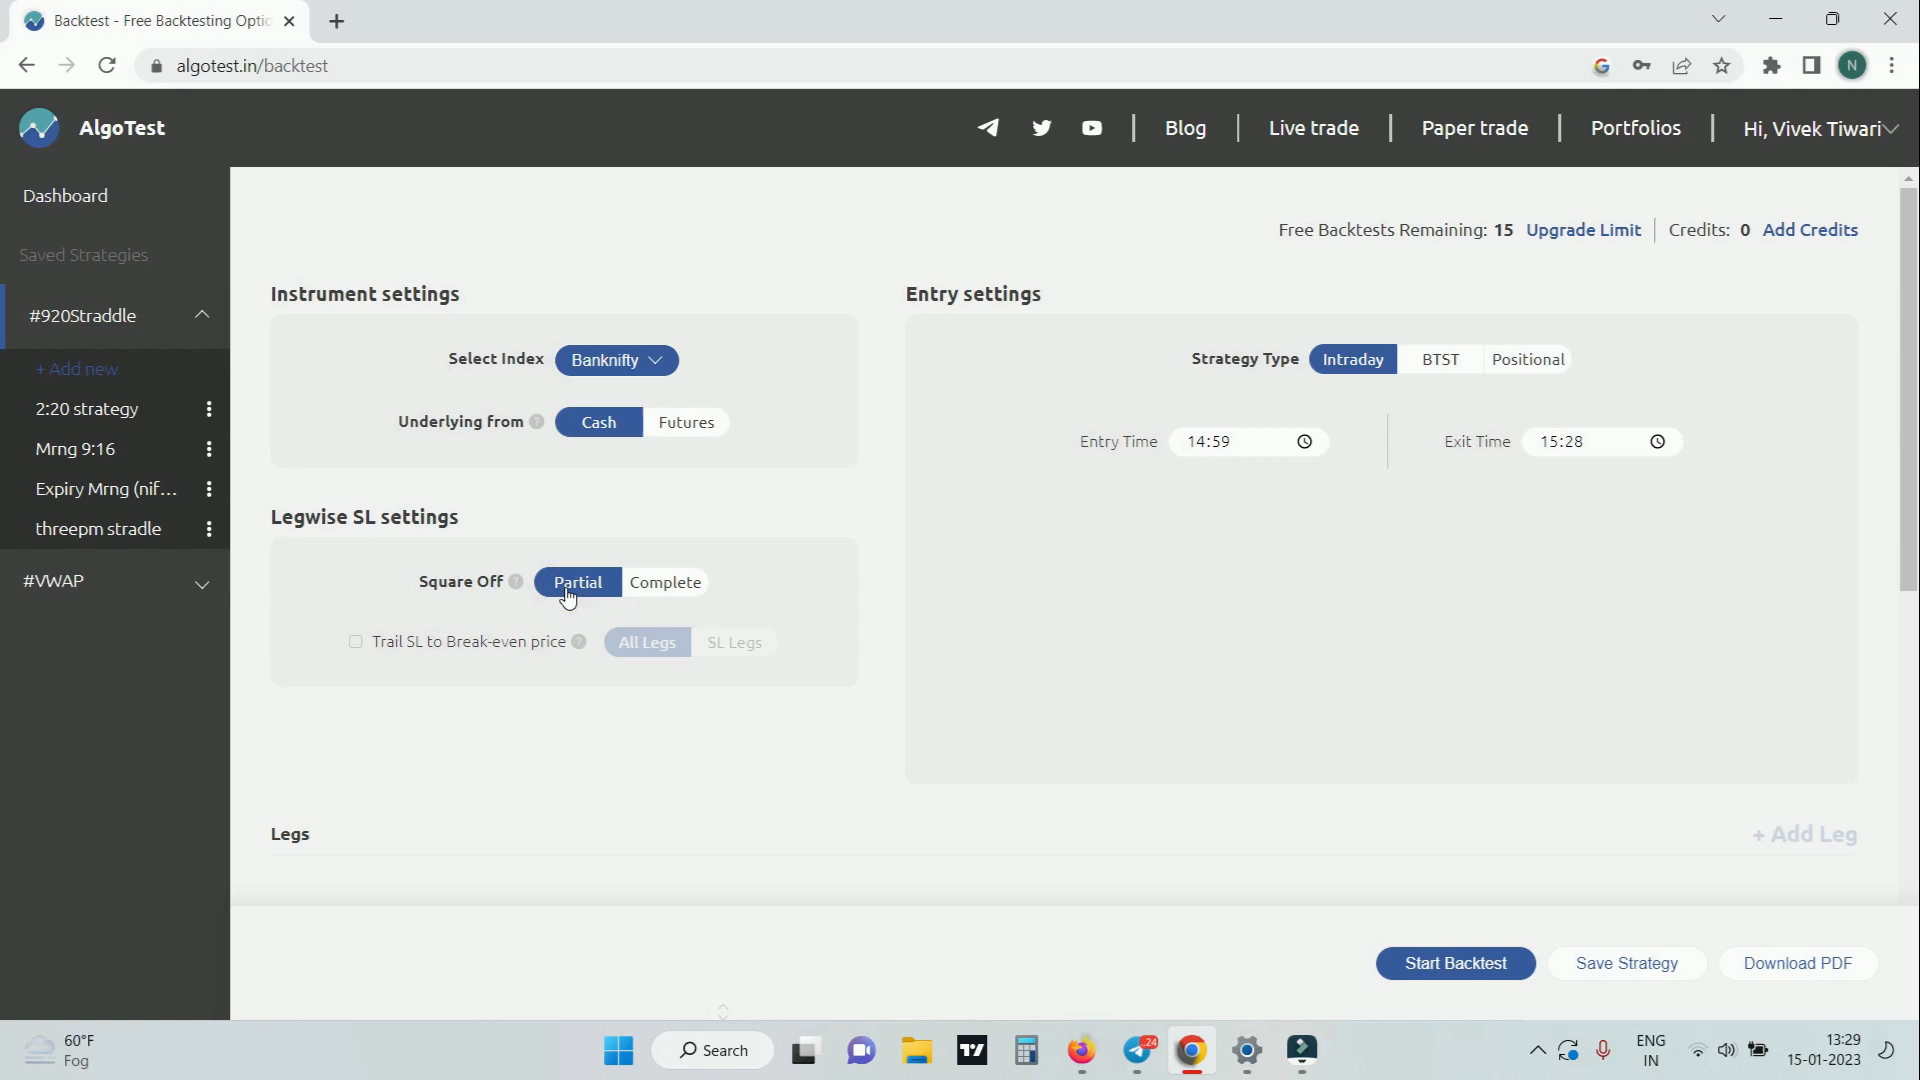 Backtest - Free Backtesting Optio
algotest.in/backtest
N
AlgoTest
Blog
Live trade
Paper trade
Portfolios
Hi, Vivek Tiwari
Dashboard
Saved Strategies
#920Straddle
+ Add new
2:20 strategy
Mrng 9:16
Expiry Mrng (nif...
threepm stradle
#VWAP
Free Backtests Remaining: 15 Upgrade Limit
Credits: 0 Add Credits
Instrument settings
Select Index Banknifty
Underlying from ? Cash Futures
Legwise SL settings
Square Off ? Partial Complete
Trail SL to Break-even price ? All Legs SL Legs
Entry settings
Strategy Type Intraday BTST Positional
Entry Time 14:59
Exit Time 15:28
Legs
+ Add Leg
Start Backtest
Save Strategy
Download PDF
60°F
Fog
Search
24
ENG
IN
13:29
15-01-2023